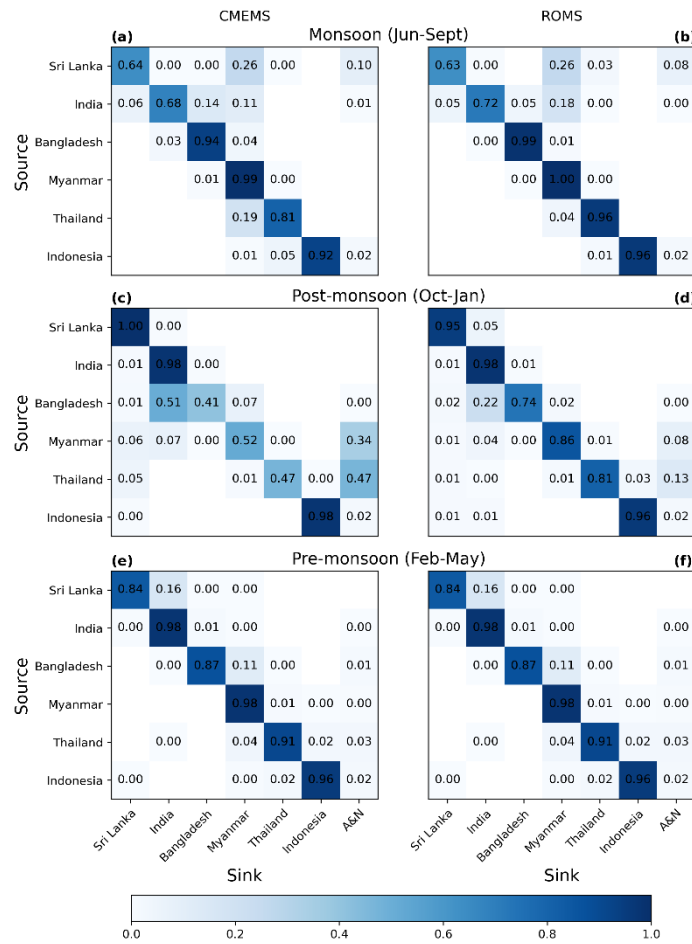 CMEMS ROMS
(a) Monsoon (Jun-Sept) (b)
Sri Lanka 0.64 0.00 0.00 0.26 0.00 0.10 0.63 0.00 0.26 0.03 0.08
India 0.06 0.68 0.14 0.11 0.01 0.05 0.72 0.05 0.18 0.00 0.00
Bangladesh 0.03 0.94 0.04 0.00 0.99 0.01
Source
Myanmar 0.01 0.99 0.00 0.00 1.00 0.00
Thailand 0.19 0.81 0.04 0.96
Indonesia 0.01 0.05 0.92 0.02 0.01 0.96 0.02
(c) Post-monsoon (Oct-Jan) (d)
Sri Lanka 1.00 0.00 0.95 0.05
India 0.01 0.98 0.00 0.01 0.98 0.01
Bangladesh 0.01 0.51 0.41 0.07 0.00 0.02 0.22 0.74 0.02 0.00
Source
Myanmar 0.06 0.07 0.00 0.52 0.00 0.34 0.01 0.04 0.00 0.86 0.01 0.08
Thailand 0.05 0.01 0.47 0.00 0.47 0.01 0.00 0.01 0.81 0.03 0.13
Indonesia 0.00 0.98 0.02 0.01 0.01 0.96 0.02
(e) Pre-monsoon (Feb-May) (f)
Sri Lanka 0.84 0.16 0.00 0.00 0.84 0.16 0.00 0.00
India 0.00 0.98 0.01 0.00 0.00 0.00 0.98 0.01 0.00 0.00
Bangladesh 0.00 0.87 0.11 0.00 0.01 0.00 0.87 0.11 0.00 0.01
Source
Myanmar 0.98 0.01 0.00 0.00 0.98 0.01 0.00 0.00
Thailand 0.00 0.04 0.91 0.02 0.03 0.00 0.04 0.91 0.02 0.03
Indonesia 0.00 0.00 0.02 0.96 0.02 0.00 0.00 0.02 0.96 0.02
Sri Lanka India Bangladesh Myanmar Thailand Indonesia A&N Sri Lanka India Bangladesh Myanmar Thailand Indonesia A&N
Sink Sink
0.0 0.2 0.4 0.6 0.8 1.0